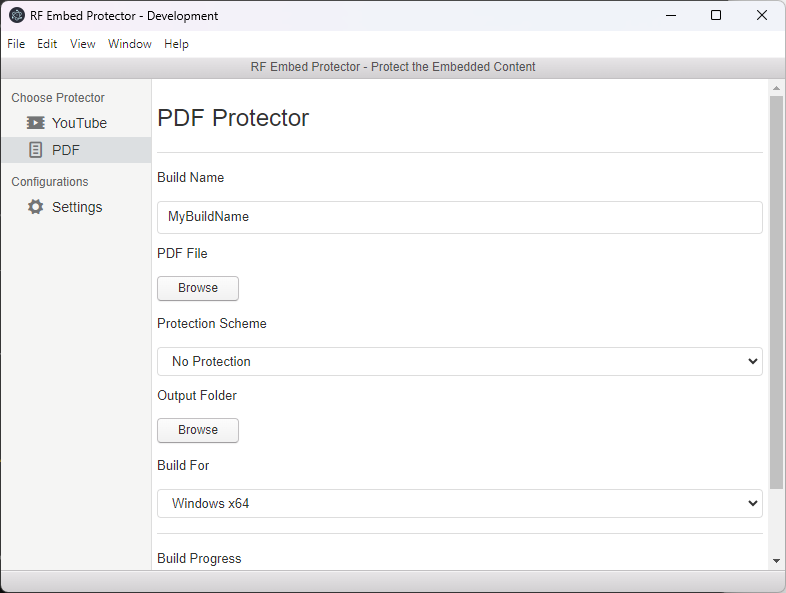 RF Embed Protector - Development
File Edit View Window Help
RF Embed Protector - Protect the Embedded Content
Choose Protector
YouTube
PDF
Configurations
Settings
PDF Protector
Build Name
MyBuildName
PDF File
Browse
Protection Scheme
No Protection
Output Folder
Browse
Build For
Windows x64
Build Progress